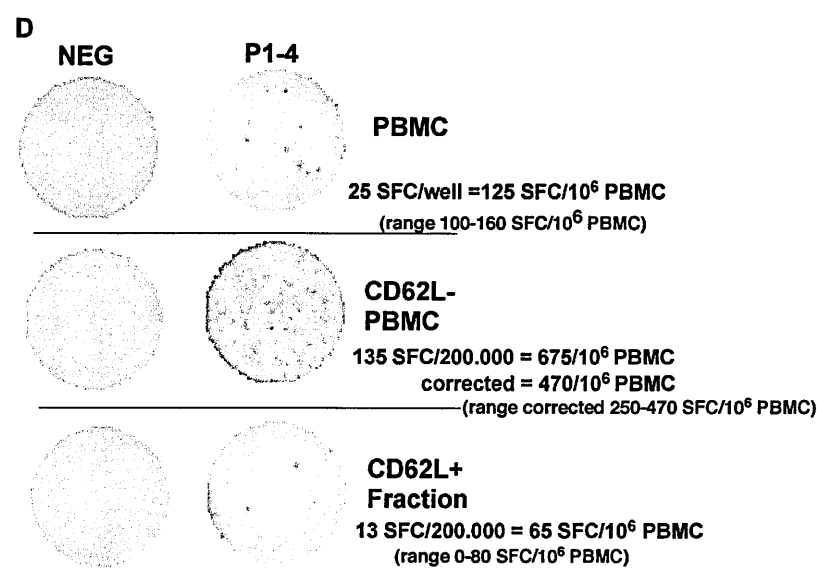 D
NEG P1-4
PBMC
25 SFC/well =125 SFC/10⁶ PBMC
(range 100-160 SFC/10⁶ PBMC)
CD62L-
PBMC
135 SFC/200.000 = 675/10⁶ PBMC
corrected = 470/10⁶ PBMC
(range corrected 250-470 SFC/10⁶ PBMC)
CD62L+
Fraction
13 SFC/200.000 = 65 SFC/10⁶ PBMC
(range 0-80 SFC/10⁶ PBMC)